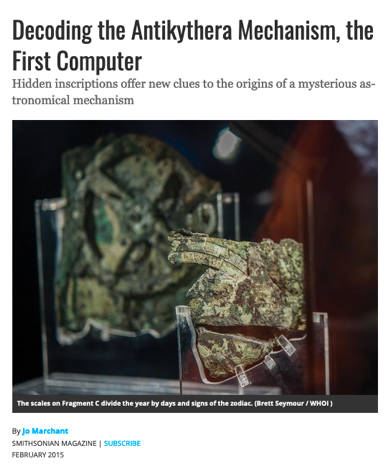 Decoding the Antikythera Mechanism, the
First Computer
Hidden inscriptions offer new clues to the origins of a mysterious as-
tronomical mechanism
The scales on Fragment C divide the year by days and signs of the zodiac. (Brett Seymour / WHOI )
By Jo Marchant
SMITHSONIAN MAGAZINE | SUBSCRIBE
FEBRUARY 2015